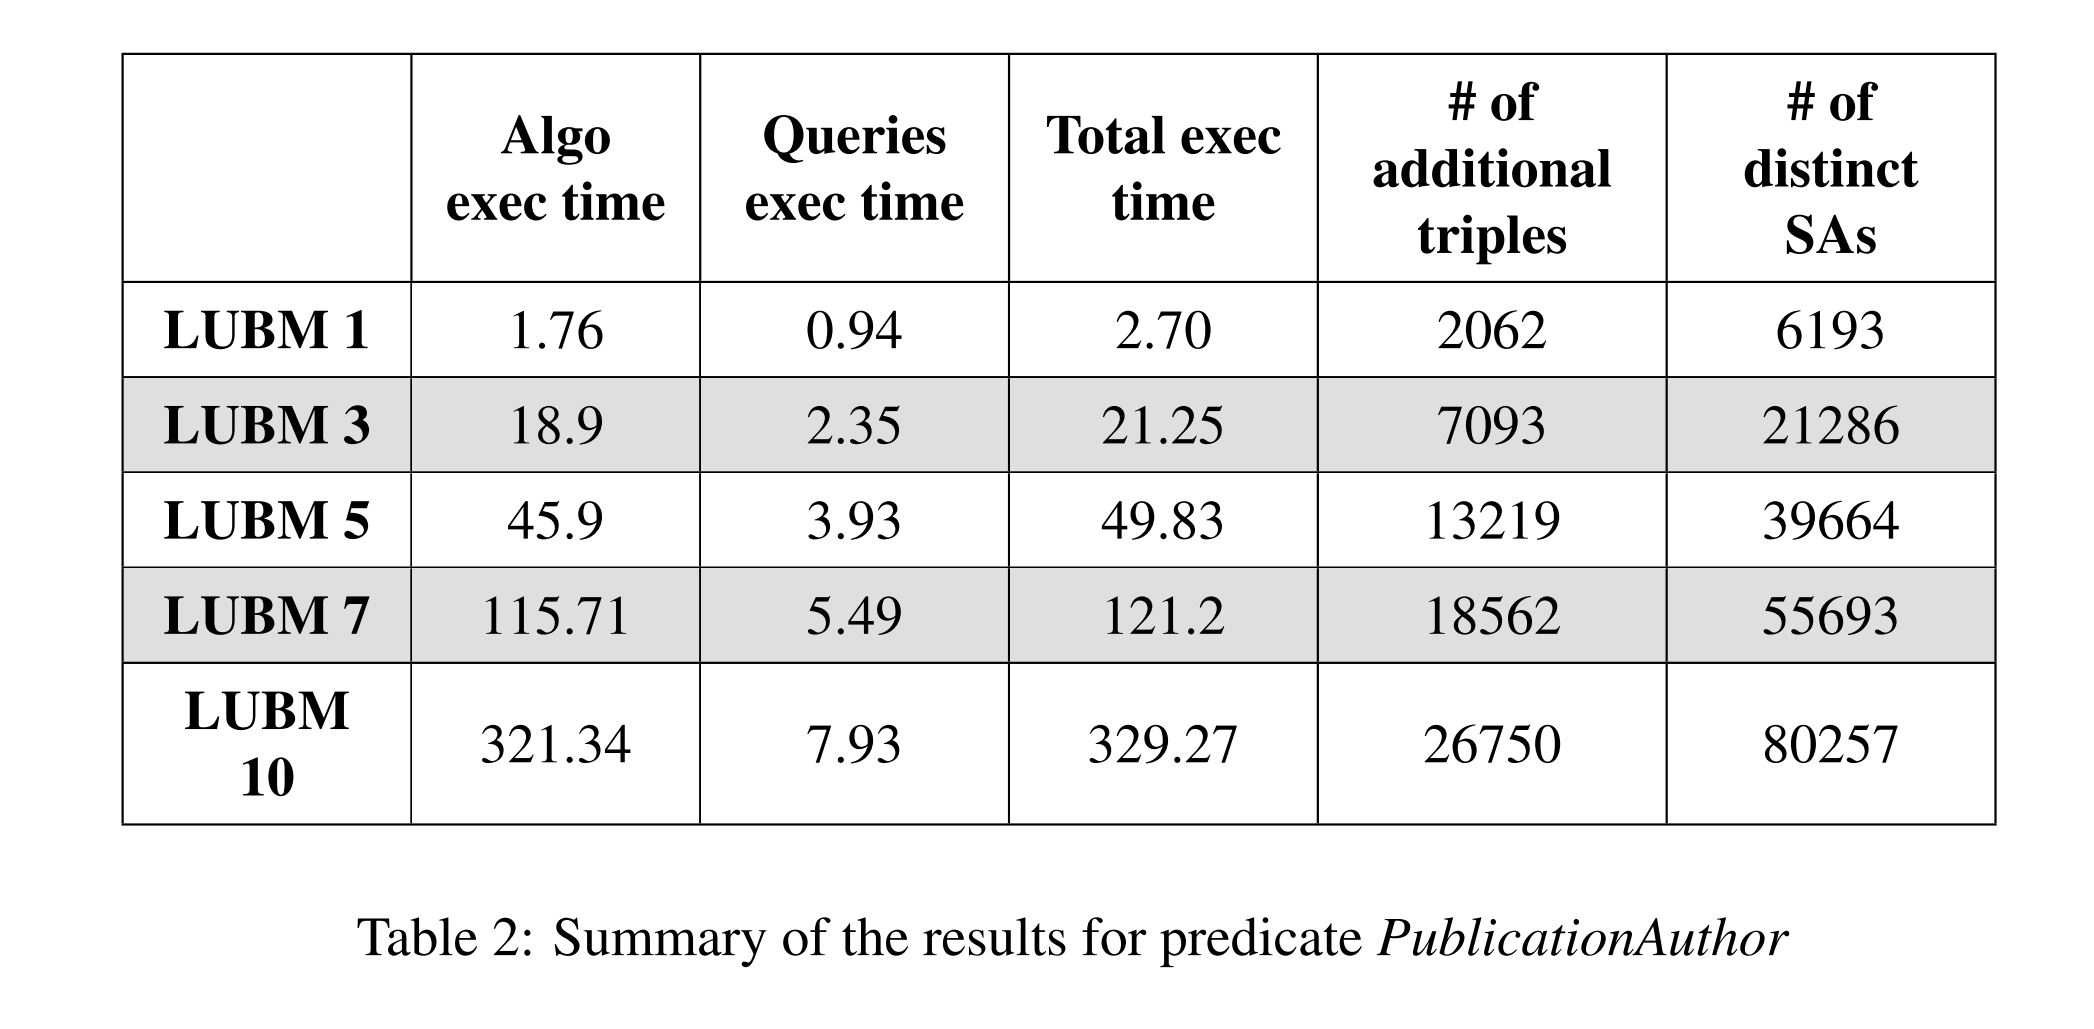 Algo exec time Queries exec time Total exec time # of additional triples # of distinct SAs
LUBM 1 1.76 0.94 2.70 2062 6193
LUBM 3 18.9 2.35 21.25 7093 21286
LUBM 5 45.9 3.93 49.83 13219 39664
LUBM 7 115.71 5.49 121.2 18562 55693
LUBM 10 321.34 7.93 329.27 26750 80257
Table 2: Summary of the results for predicate PublicationAuthor